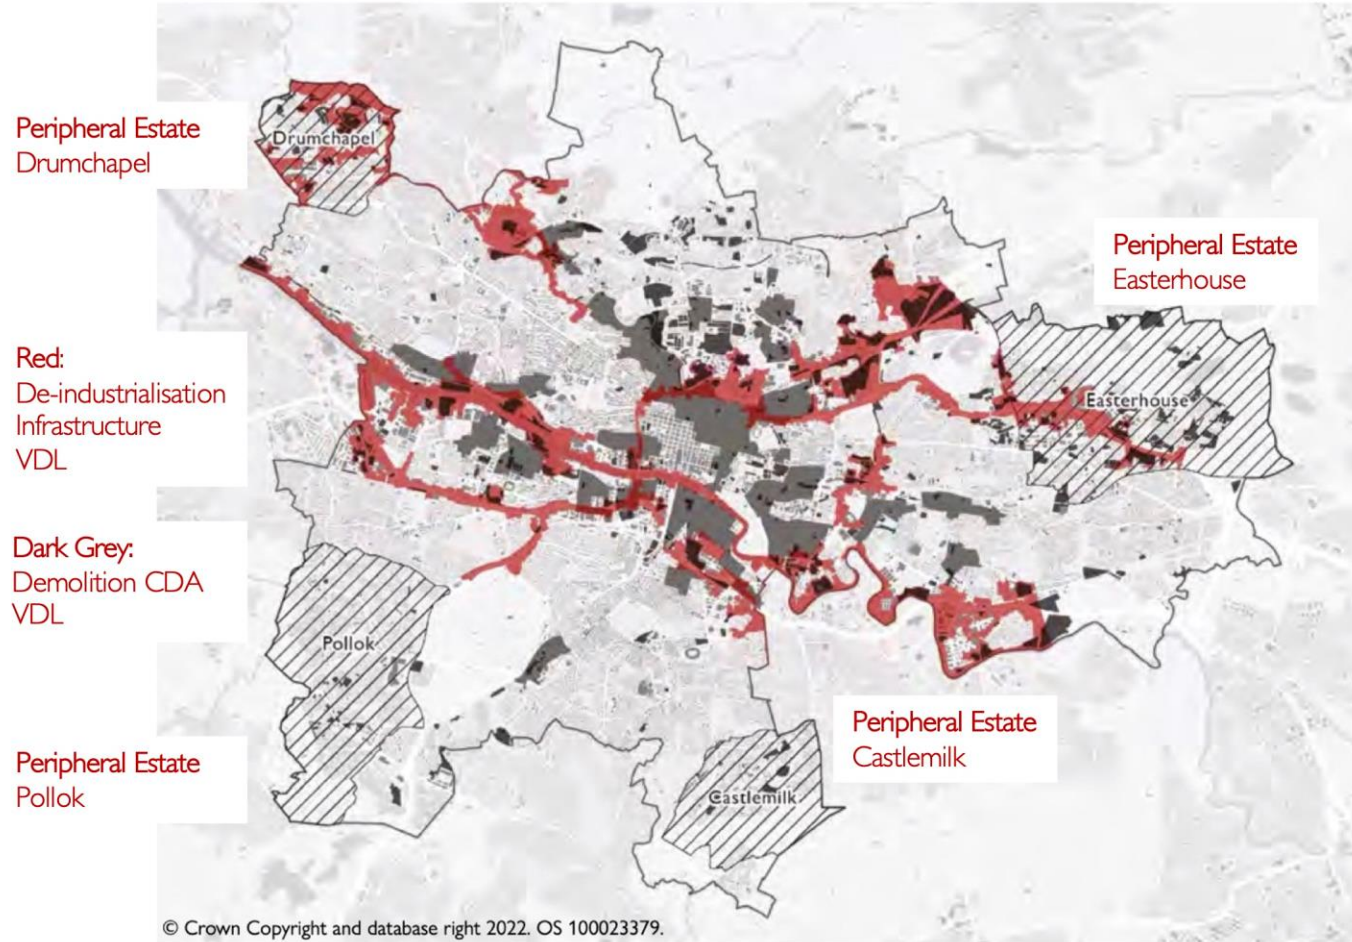 Peripheral Estate
Drumchapel
Drumchapel
Peripheral Estate
Easterhouse
Red:
De-industrialisation
Infrastructure
VDL
Easterhouse
Dark Grey:
Demolition CDA
VDL
Pollok
Peripheral Estate
Castlemilk
Peripheral Estate
Pollok
Castlemilk
© Crown Copyright and database right 2022. OS 100023379.